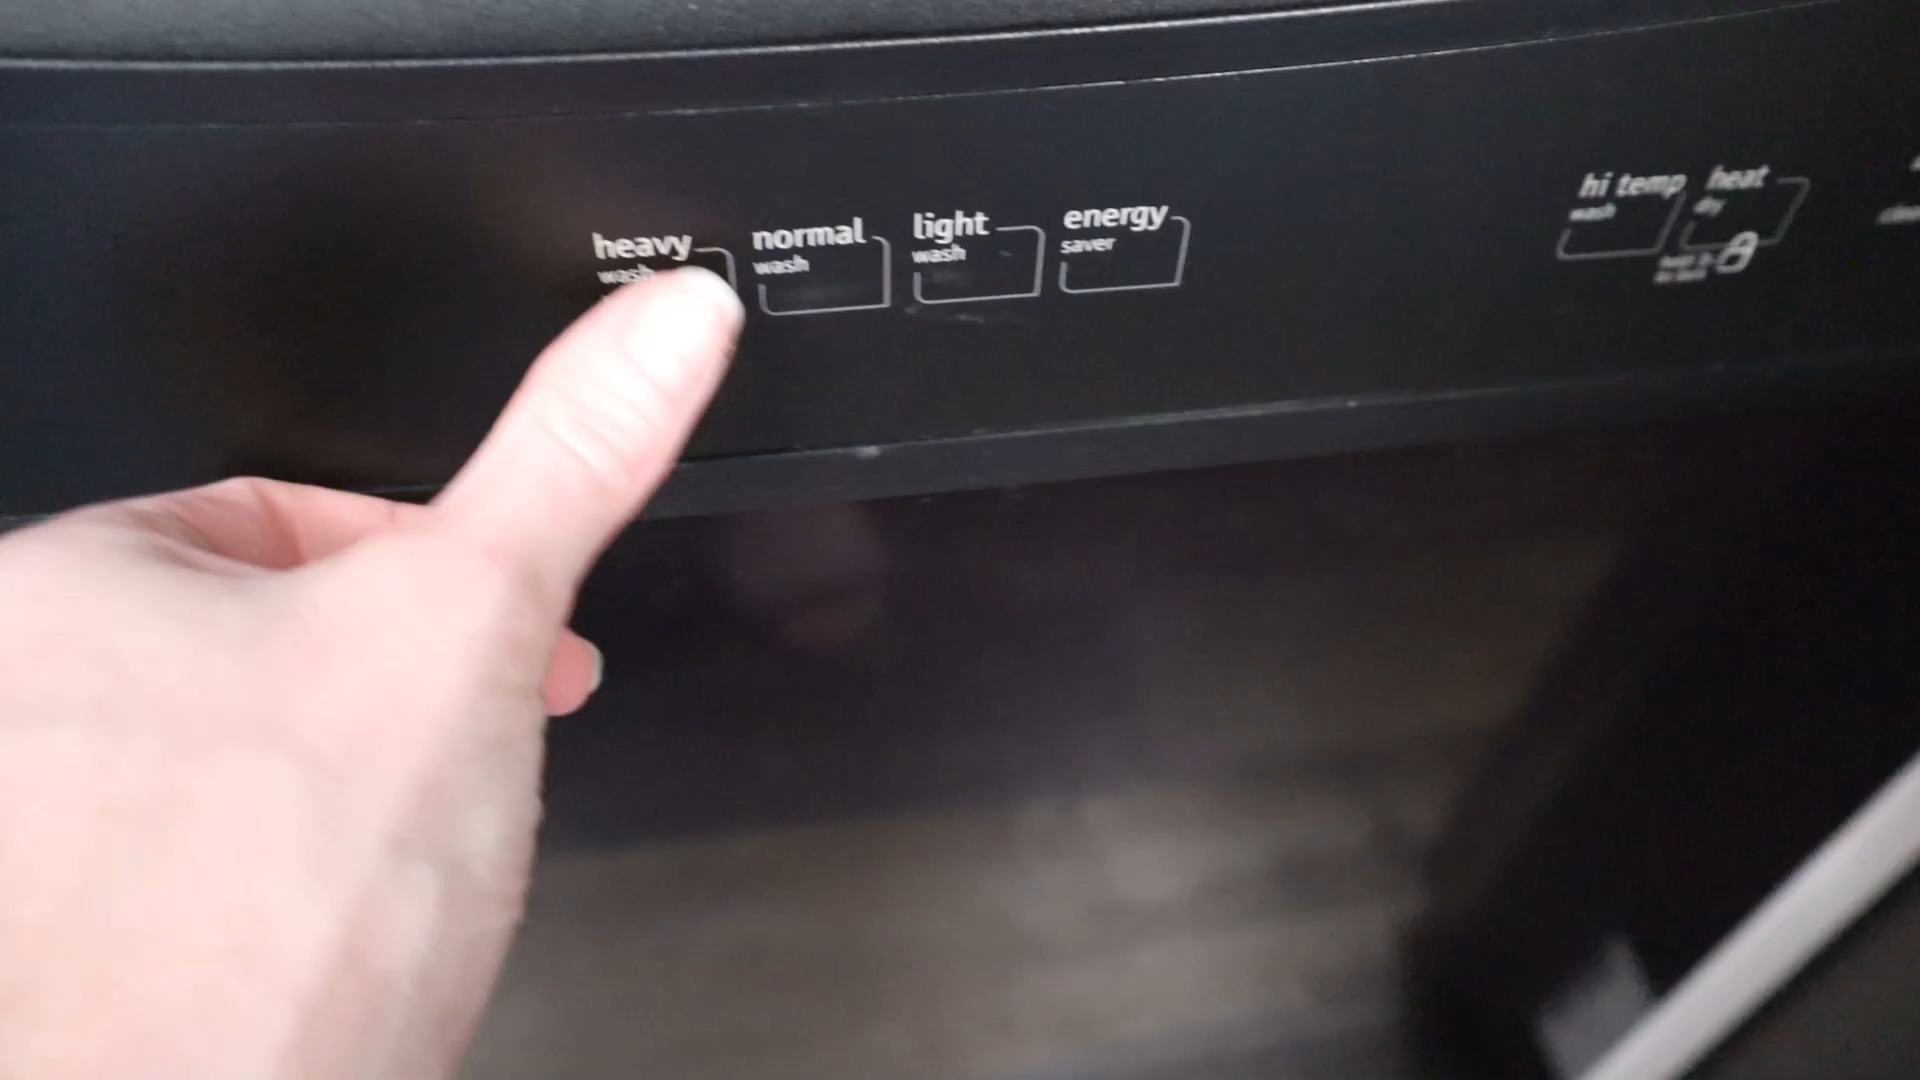 heavy
wash
normal
wash
light
wash
energy
saver
hi temp
wash
heat
dry